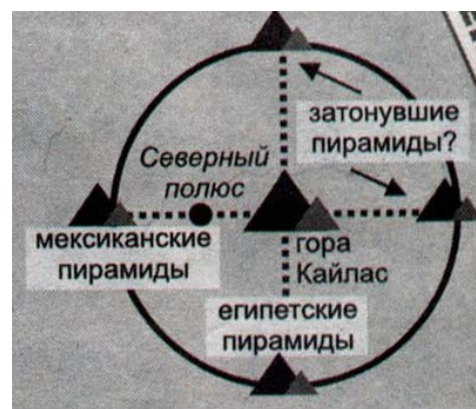 затонувшие
пирамиды?
Северный
полюс
мексиканские
пирамиды
гора
Кайлас
египетские
пирамиды